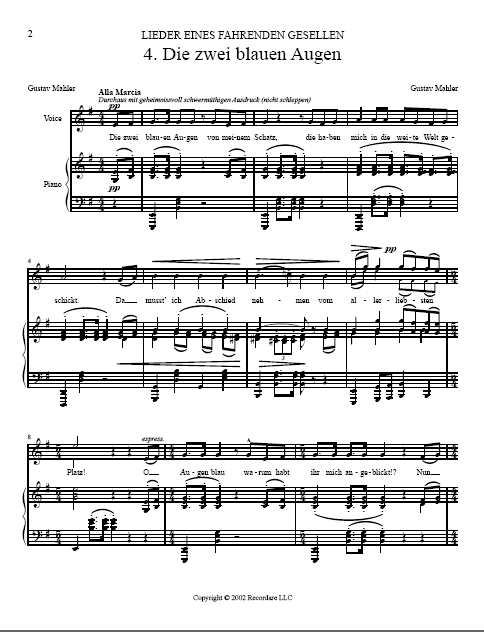 2
LIEDER EINES FAHRENDEN GESELLEN
4. Die zwei blauen Augen
Gustav Mahler
Gustav Mahler
Alla Marcia
Durchaus mit geheimnissvoll schwermüthigen Ausdruck (nicht schleppen)
pp
Voice
Die zwei blau-en Au-gen von mei-nem Schatz, die ha-ben mich in die wei-te Welt ge-
Piano
pp
4
pp
schickt. Da musst' ich Ab-schied neh-men vom al-ler-lieb-sten
3
8
espress.
Platz! O Au-gen blau wa-rum habt ihr mich an-ge-blickt!? Nun
Copyright © 2002 Recordare LLC